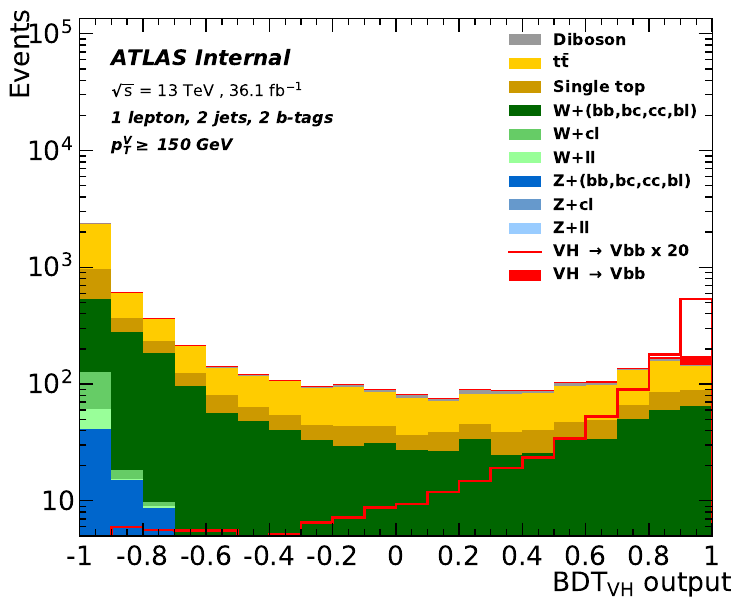 Events
10⁵
10⁴
10³
10²
10
ATLAS Internal
√s = 13 TeV , 36.1 fb⁻¹
1 lepton, 2 jets, 2 b-tags
p_T^V ≥ 150 GeV
Diboson
tt̄
Single top
W+(bb,bc,cc,bl)
W+cl
W+ll
Z+(bb,bc,cc,bl)
Z+cl
Z+ll
VH → Vbb x 20
VH → Vbb
-1 -0.8 -0.6 -0.4 -0.2 0 0.2 0.4 0.6 0.8 1
BDT_VH output